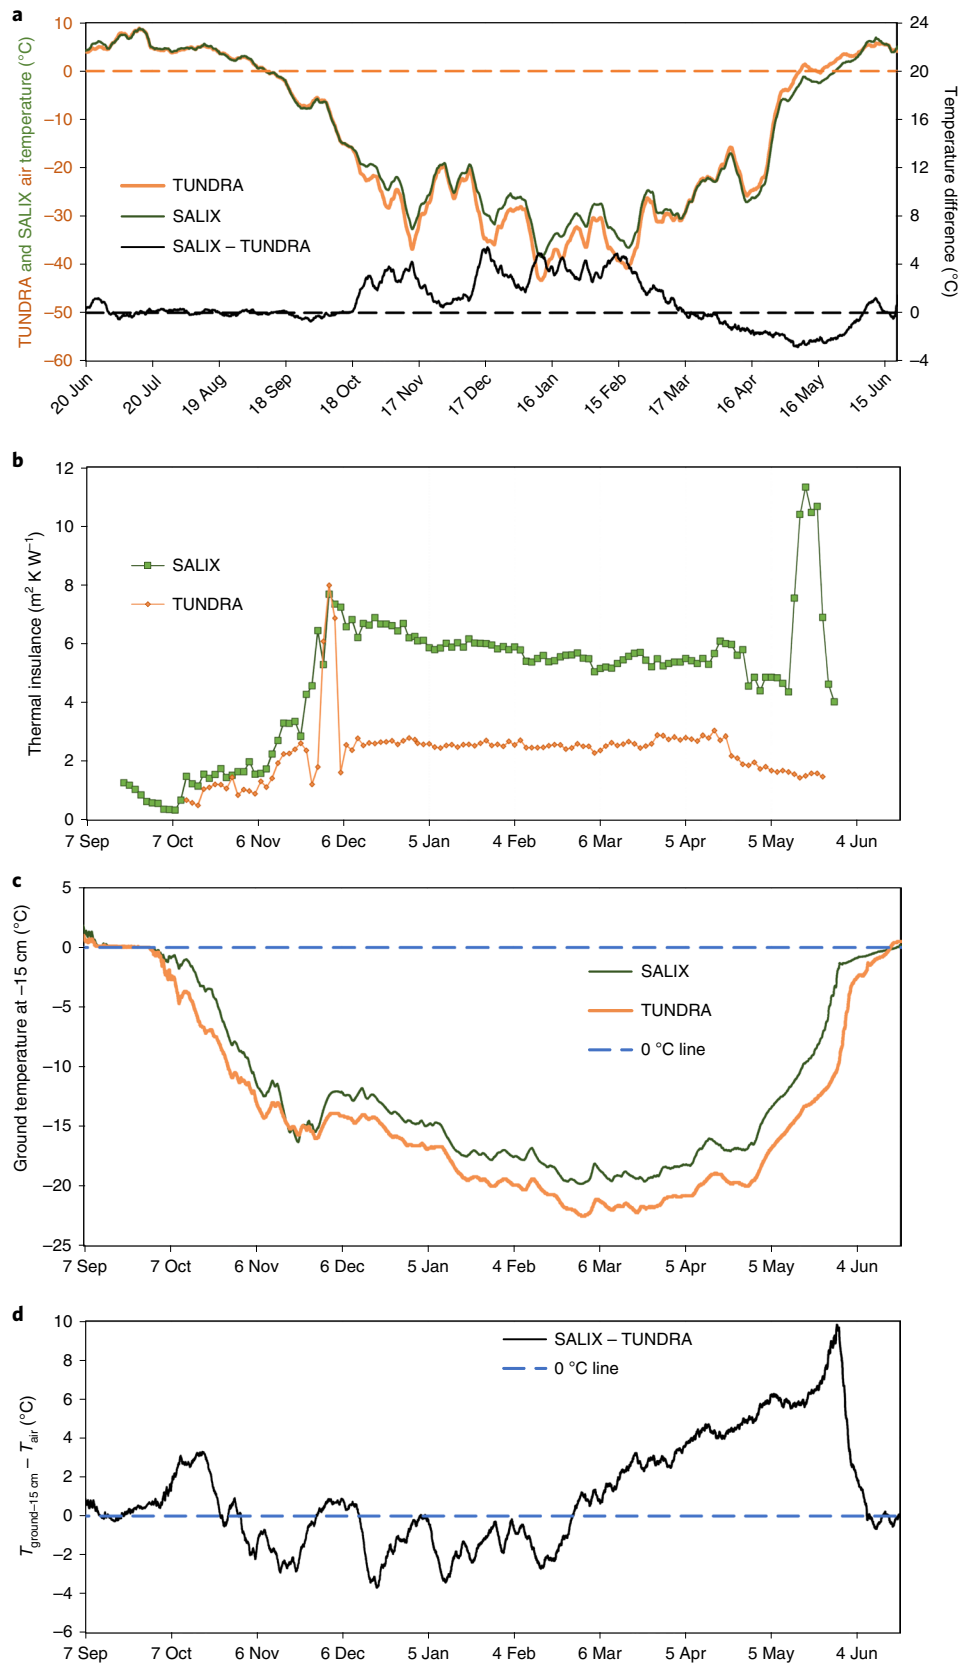 a
TUNDRA and SALIX air temperature (°C)
10
0
–10
–20
–30
–40
–50
–60
24
20
16
12
8
4
0
–4
Temperature difference (°C)
TUNDRA
SALIX
SALIX – TUNDRA
20 Jun
20 Jul
19 Aug
18 Sep
18 Oct
17 Nov
17 Dec
16 Jan
15 Feb
17 Mar
16 Apr
16 May
15 Jun
b
Thermal insulance (m² K W⁻¹)
12
10
8
6
4
2
0
SALIX
TUNDRA
7 Sep
7 Oct
6 Nov
6 Dec
5 Jan
4 Feb
6 Mar
5 Apr
5 May
4 Jun
c
Ground temperature at –15 cm (°C)
5
0
–5
–10
–15
–20
–25
SALIX
TUNDRA
0 °C line
7 Sep
7 Oct
6 Nov
6 Dec
5 Jan
4 Feb
6 Mar
5 Apr
5 May
4 Jun
d
Tground–15 cm – Tair (°C)
10
8
6
4
2
0
–2
–4
–6
SALIX – TUNDRA
0 °C line
7 Sep
7 Oct
6 Nov
6 Dec
5 Jan
4 Feb
6 Mar
5 Apr
5 May
4 Jun